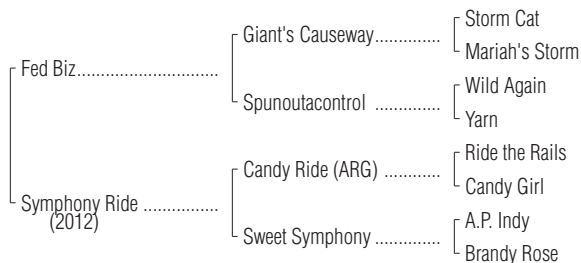 Storm Cat
Giant's Causeway..............
Mariah's Storm
Fed Biz..............................
Wild Again
Spunoutacontrol ..............
Yarn
Ride the Rails
Candy Ride (ARG) ............
Candy Girl
Symphony Ride ................
(2012)
A.P. Indy
Sweet Symphony ..............
Brandy Rose